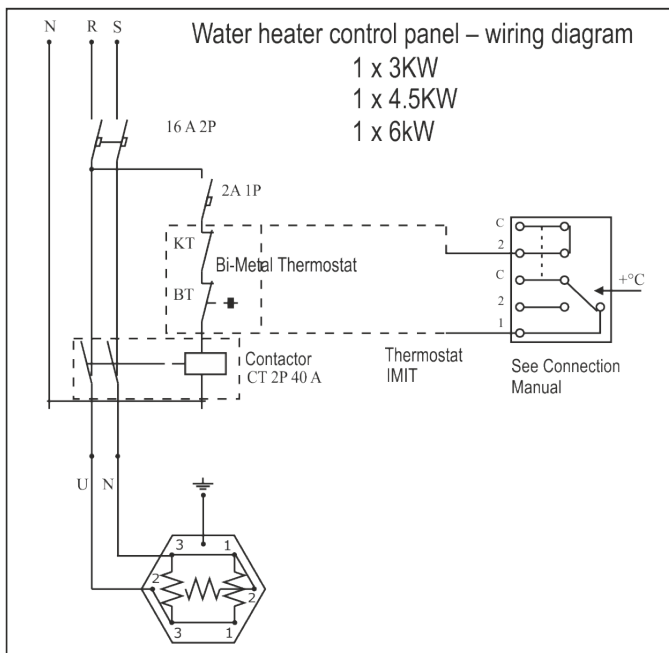 Water heater control panel – wiring diagram
1 x 3KW
1 x 4.5KW
1 x 6kW
N R S
16 A 2P
2A 1P
KT
Bi-Metal Thermostat
BT
C
2
C
2
1
+°C
Contactor
CT 2P 40 A
Thermostat
IMIT
See Connection
Manual
U N
3 1
2 2
3 1